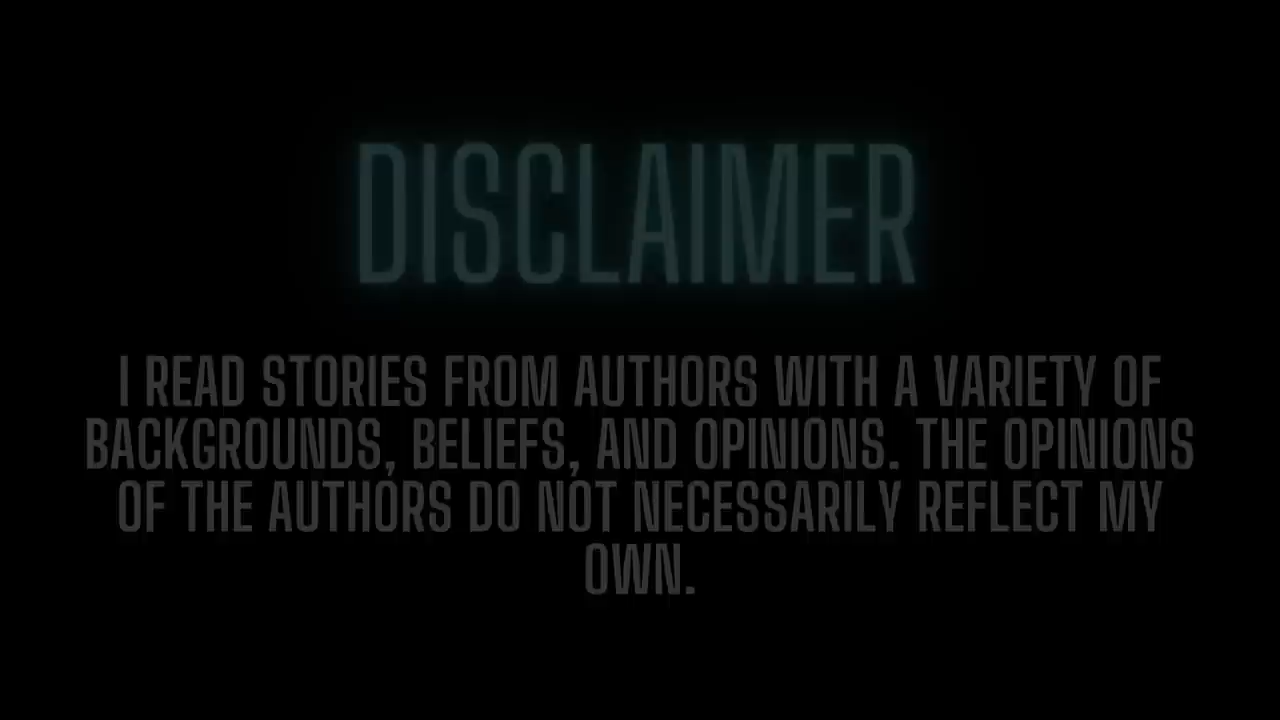 DISCLAIMER
I READ STORIES FROM AUTHORS WITH A VARIETY OF
BACKGROUNDS, BELIEFS, AND OPINIONS. THE OPINIONS
OF THE AUTHORS DO NOT NECESSARILY REFLECT MY
OWN.